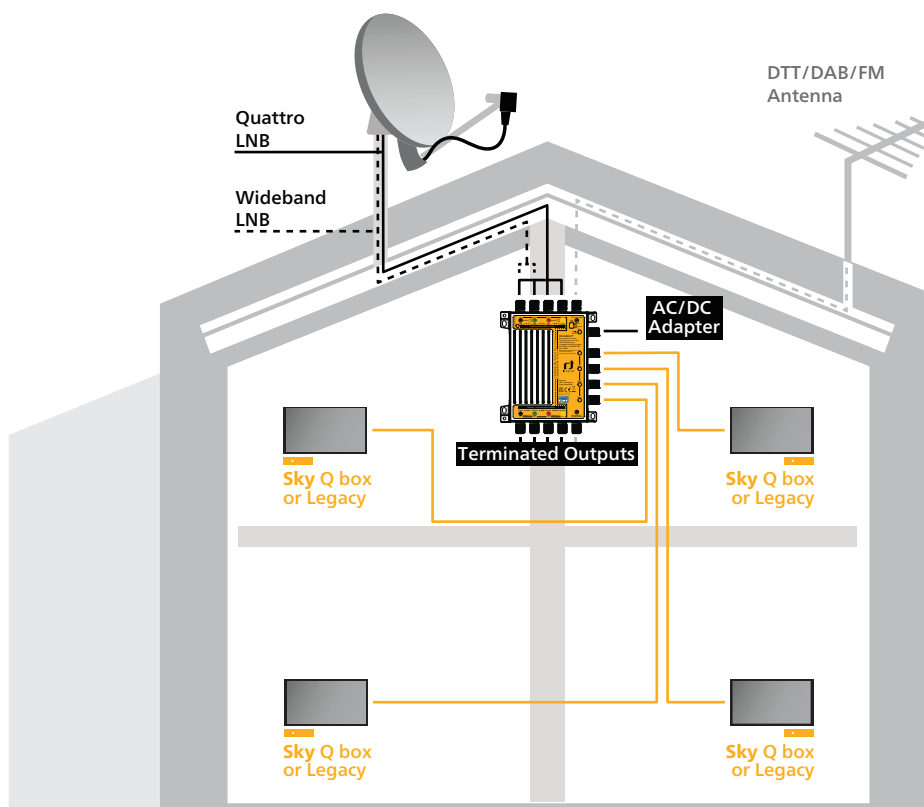 DTT/DAB/FM
Antenna
Quattro
LNB
Wideband
LNB
AC/DC
Adapter
Terminated Outputs
Sky Q box
or Legacy
Sky Q box
or Legacy
Sky Q box
or Legacy
Sky Q box
or Legacy